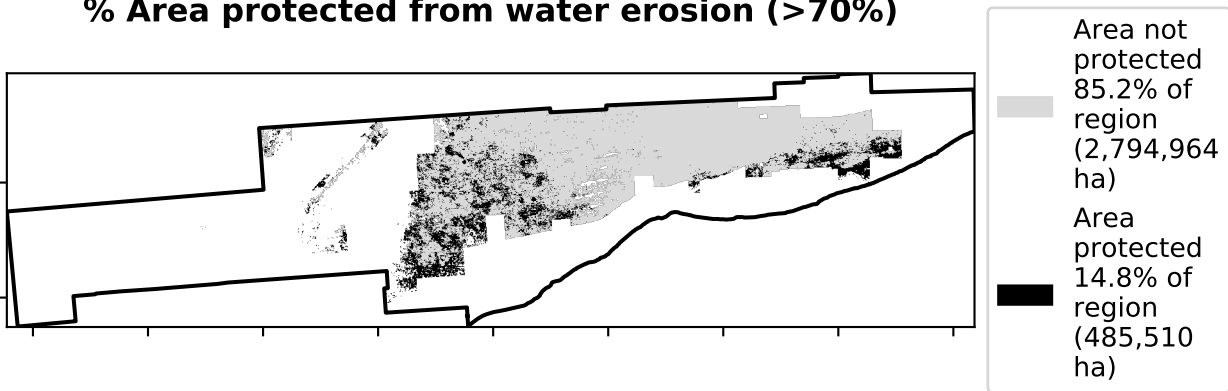 % Area protected from water erosion (>70%)
Area not
protected
85.2% of
region
(2,794,964
ha)
Area
protected
14.8% of
region
(485,510
ha)